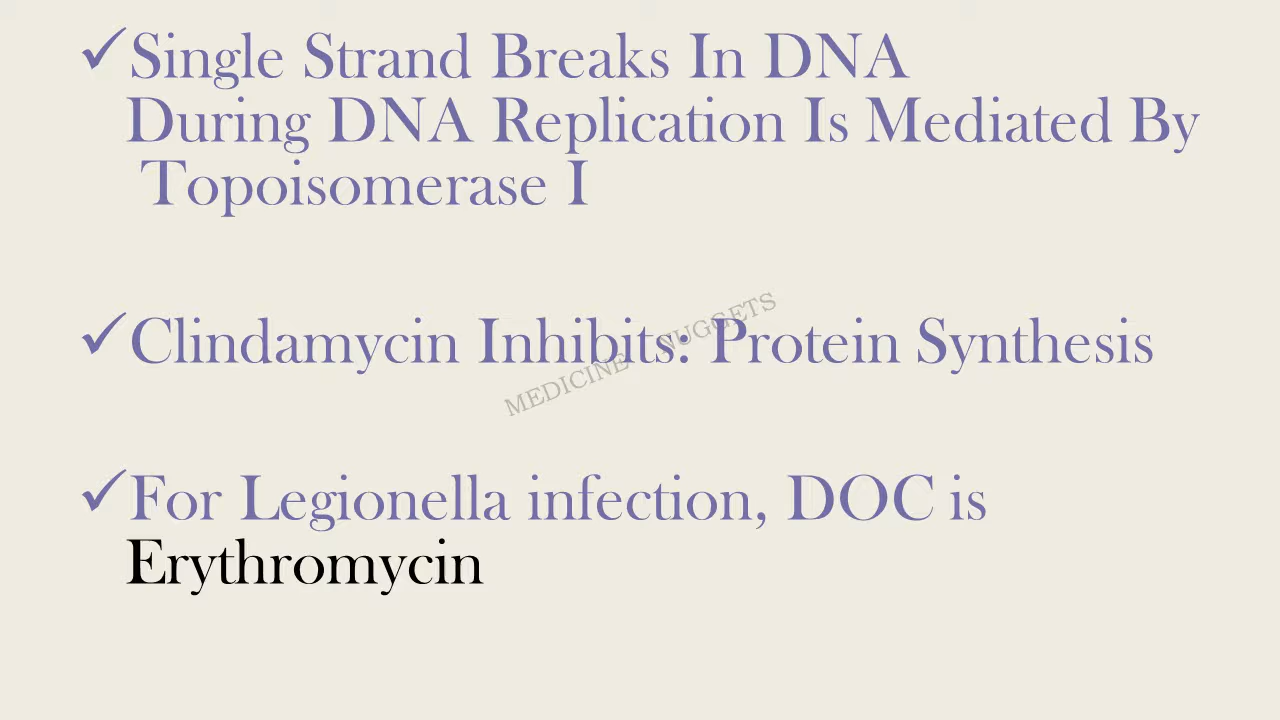 ✓Single Strand Breaks In DNA
During DNA Replication Is Mediated By
Topoisomerase I
✓Clindamycin Inhibits: Protein Synthesis
MEDICINE NUGGETS
✓For Legionella infection, DOC is
Erythromycin